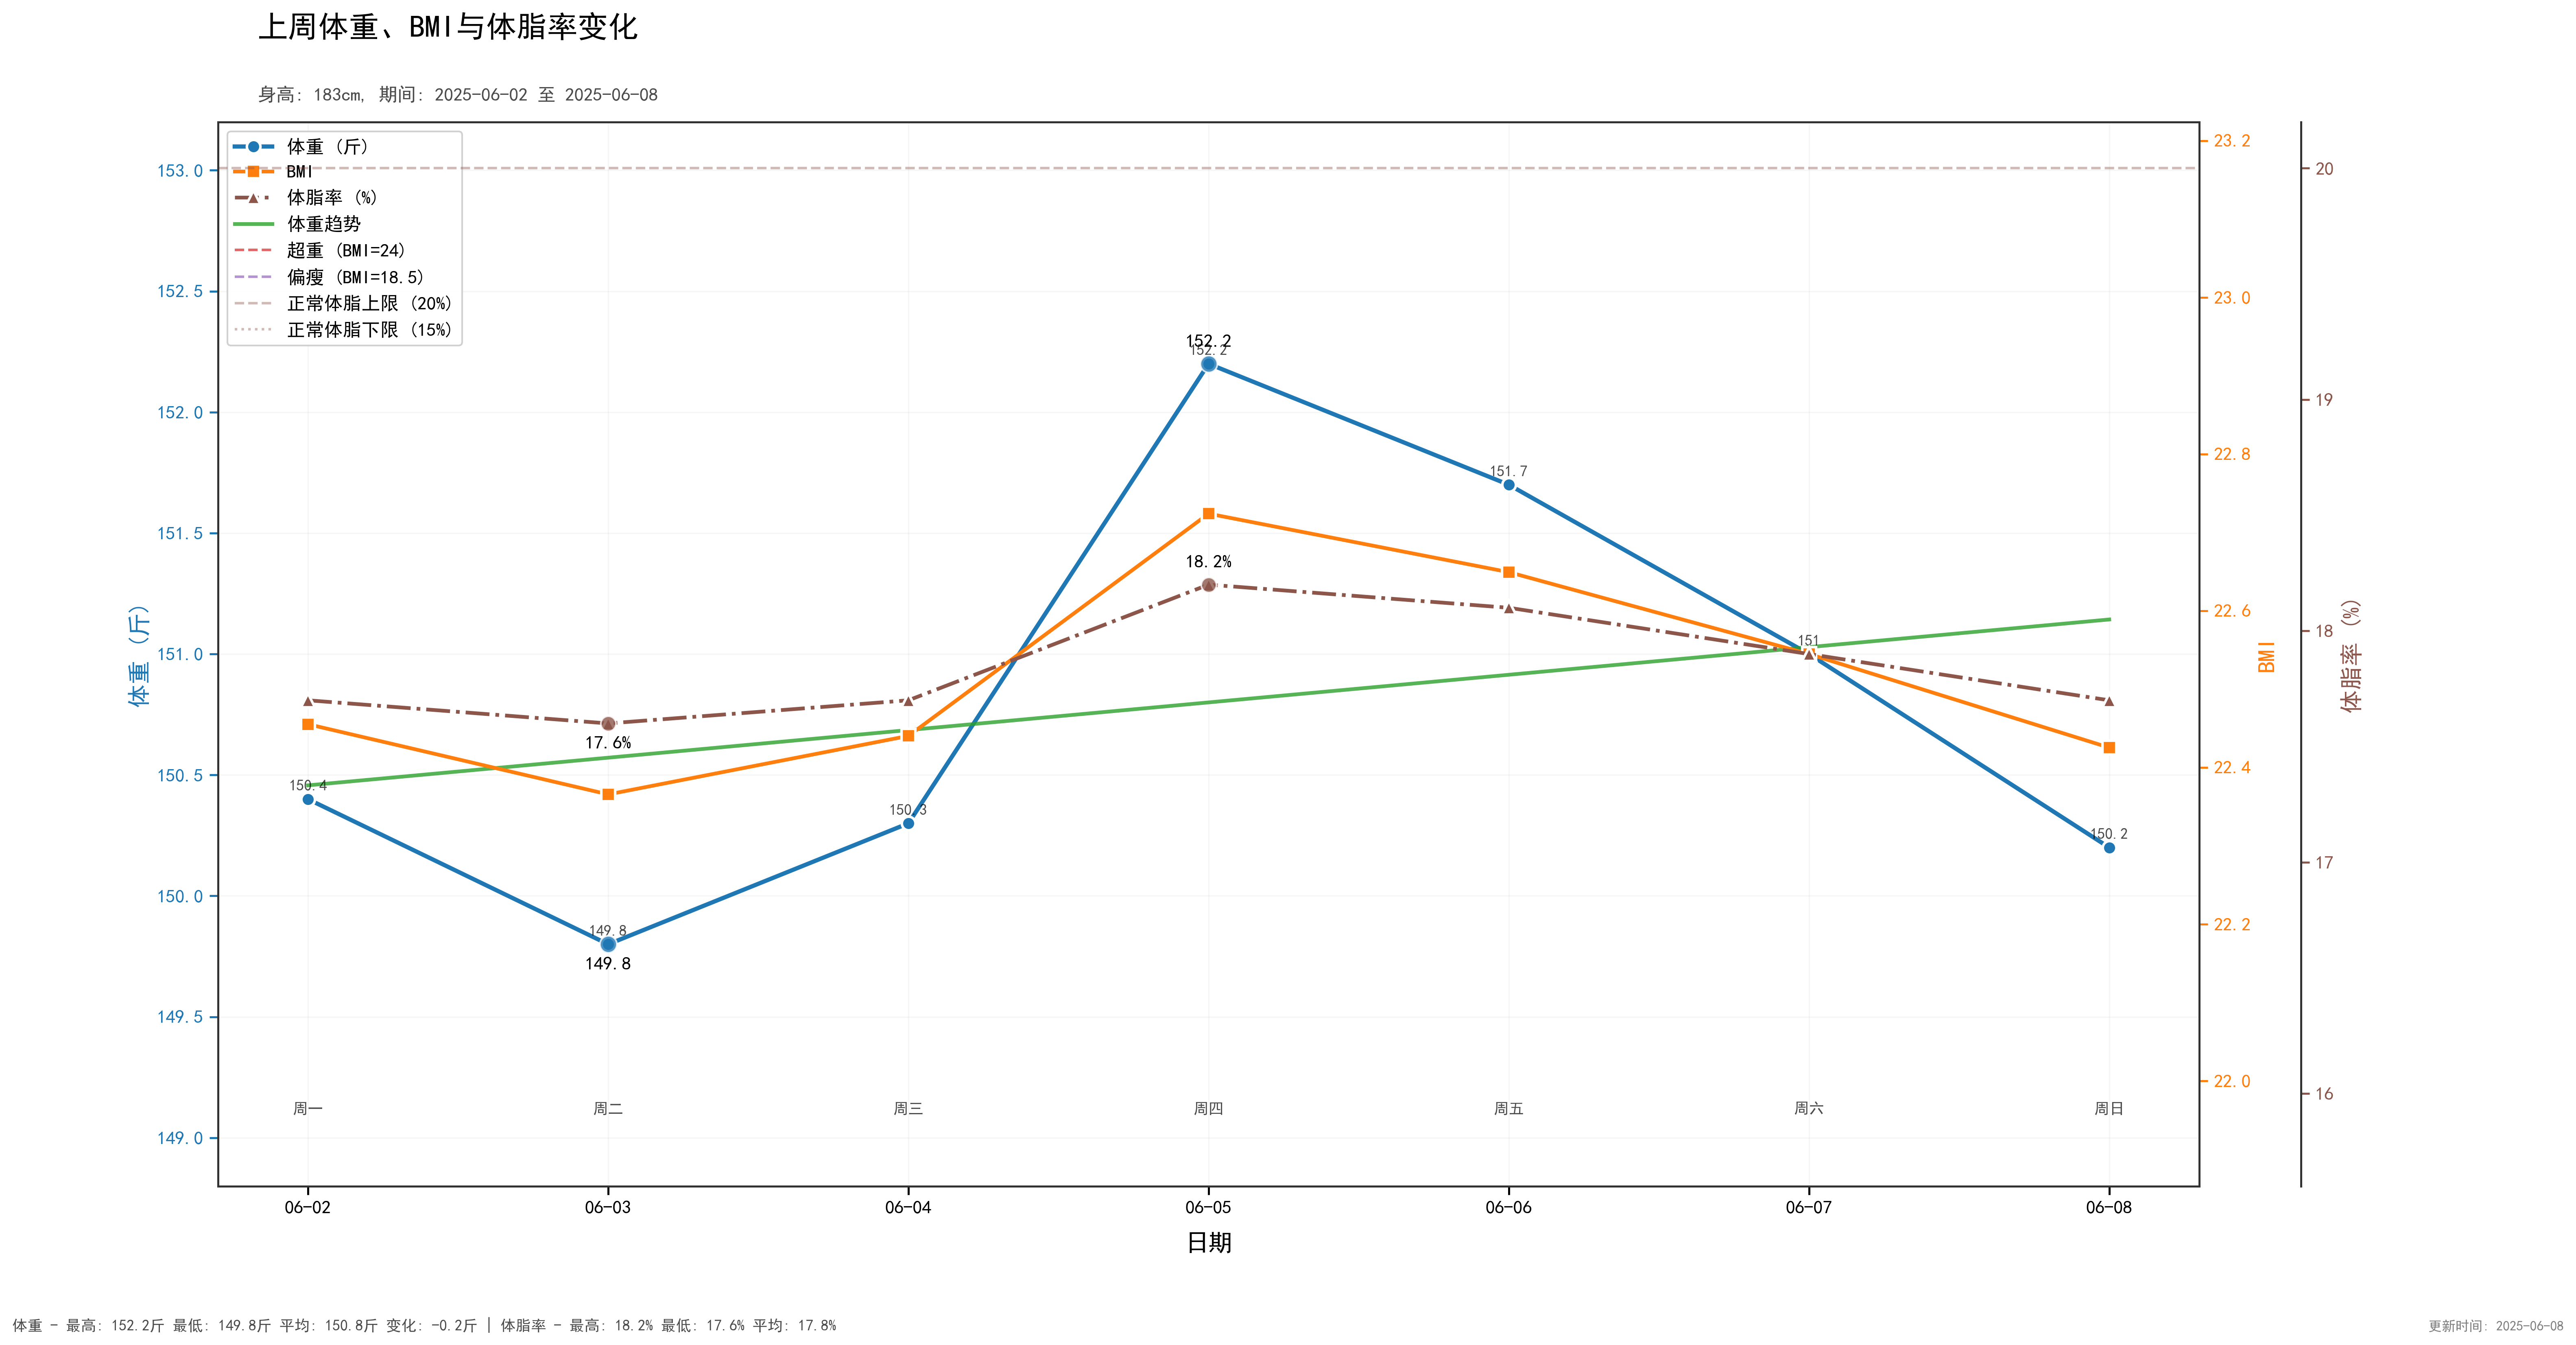 上周体重、BMI与体脂率变化
身高: 183cm, 期间: 2025-06-02 至 2025-06-08
体重 (斤)
BMI
体脂率 (%)
体重趋势
超重 (BMI=24)
偏瘦 (BMI=18.5)
正常体脂上限 (20%)
正常体脂下限 (15%)
153.0
152.5
152.0
151.5
151.0
150.5
150.0
149.5
149.0
体重 (斤)
150.4
149.8
149.8
150.3
152.2
152.2
151.7
151
150.2
17.6%
18.2%
周一
周二
周三
周四
周五
周六
周日
06-02
06-03
06-04
06-05
06-06
06-07
06-08
日期
23.2
23.0
22.8
22.6
22.4
22.2
22.0
BMI
20
19
18
17
16
体脂率 (%)
体重 - 最高: 152.2斤 最低: 149.8斤 平均: 150.8斤 变化: -0.2斤 | 体脂率 - 最高: 18.2% 最低: 17.6% 平均: 17.8%
更新时间: 2025-06-08